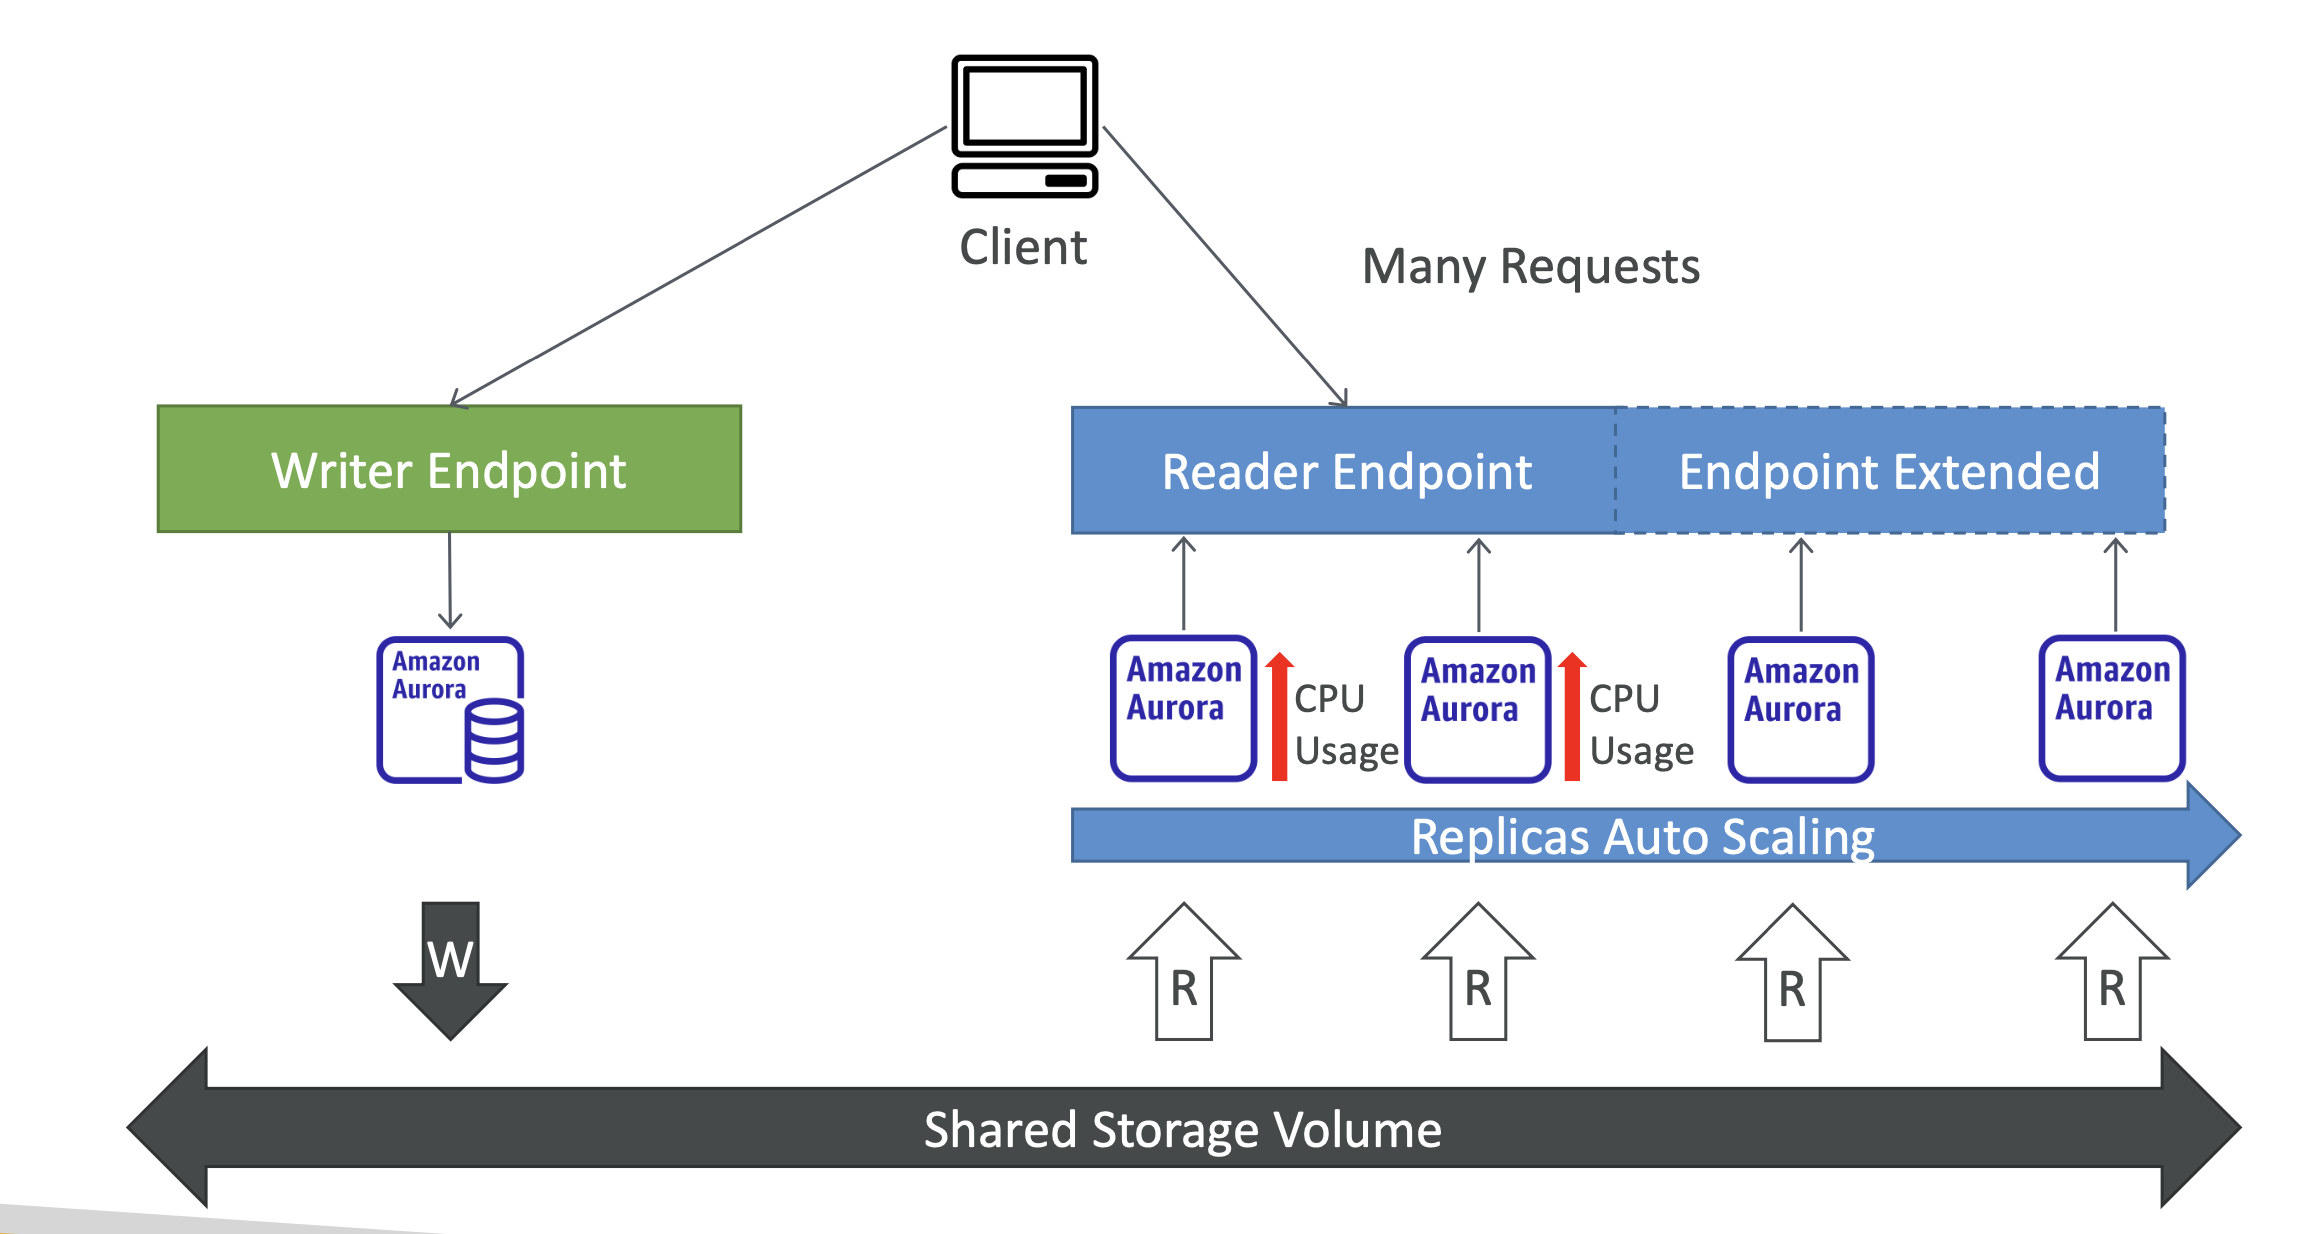 Client
Many Requests
Writer Endpoint
Reader Endpoint
Endpoint Extended
Amazon
Aurora
Amazon
Aurora
CPU
Usage
Amazon
Aurora
CPU
Usage
Amazon
Aurora
Amazon
Aurora
Replicas Auto Scaling
W
R
R
R
R
Shared Storage Volume